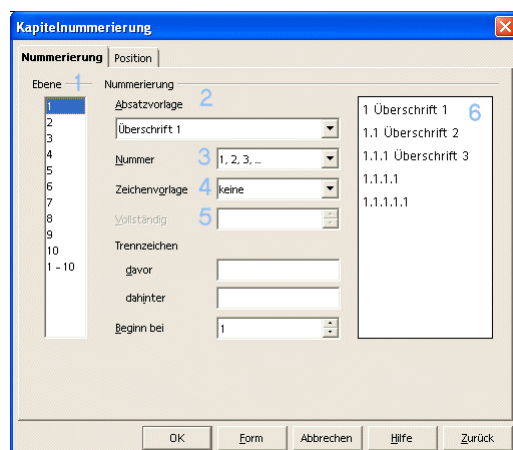 Kapitelnummerierung
Nummerierung Position
Ebene 1
1
2
3
4
5
6
7
8
9
10
1 - 10
Nummerierung
Absatzvorlage 2
Überschrift 1
Nummer 3 1, 2, 3, ...
Zeichenvorlage 4 keine
Vollständig 5
Trennzeichen
davor
dahinter
Beginn bei 1
1 Überschrift 1 6
1.1 Überschrift 2
1.1.1 Überschrift 3
1.1.1.1
1.1.1.1.1
OK Form Abbrechen Hilfe Zurück